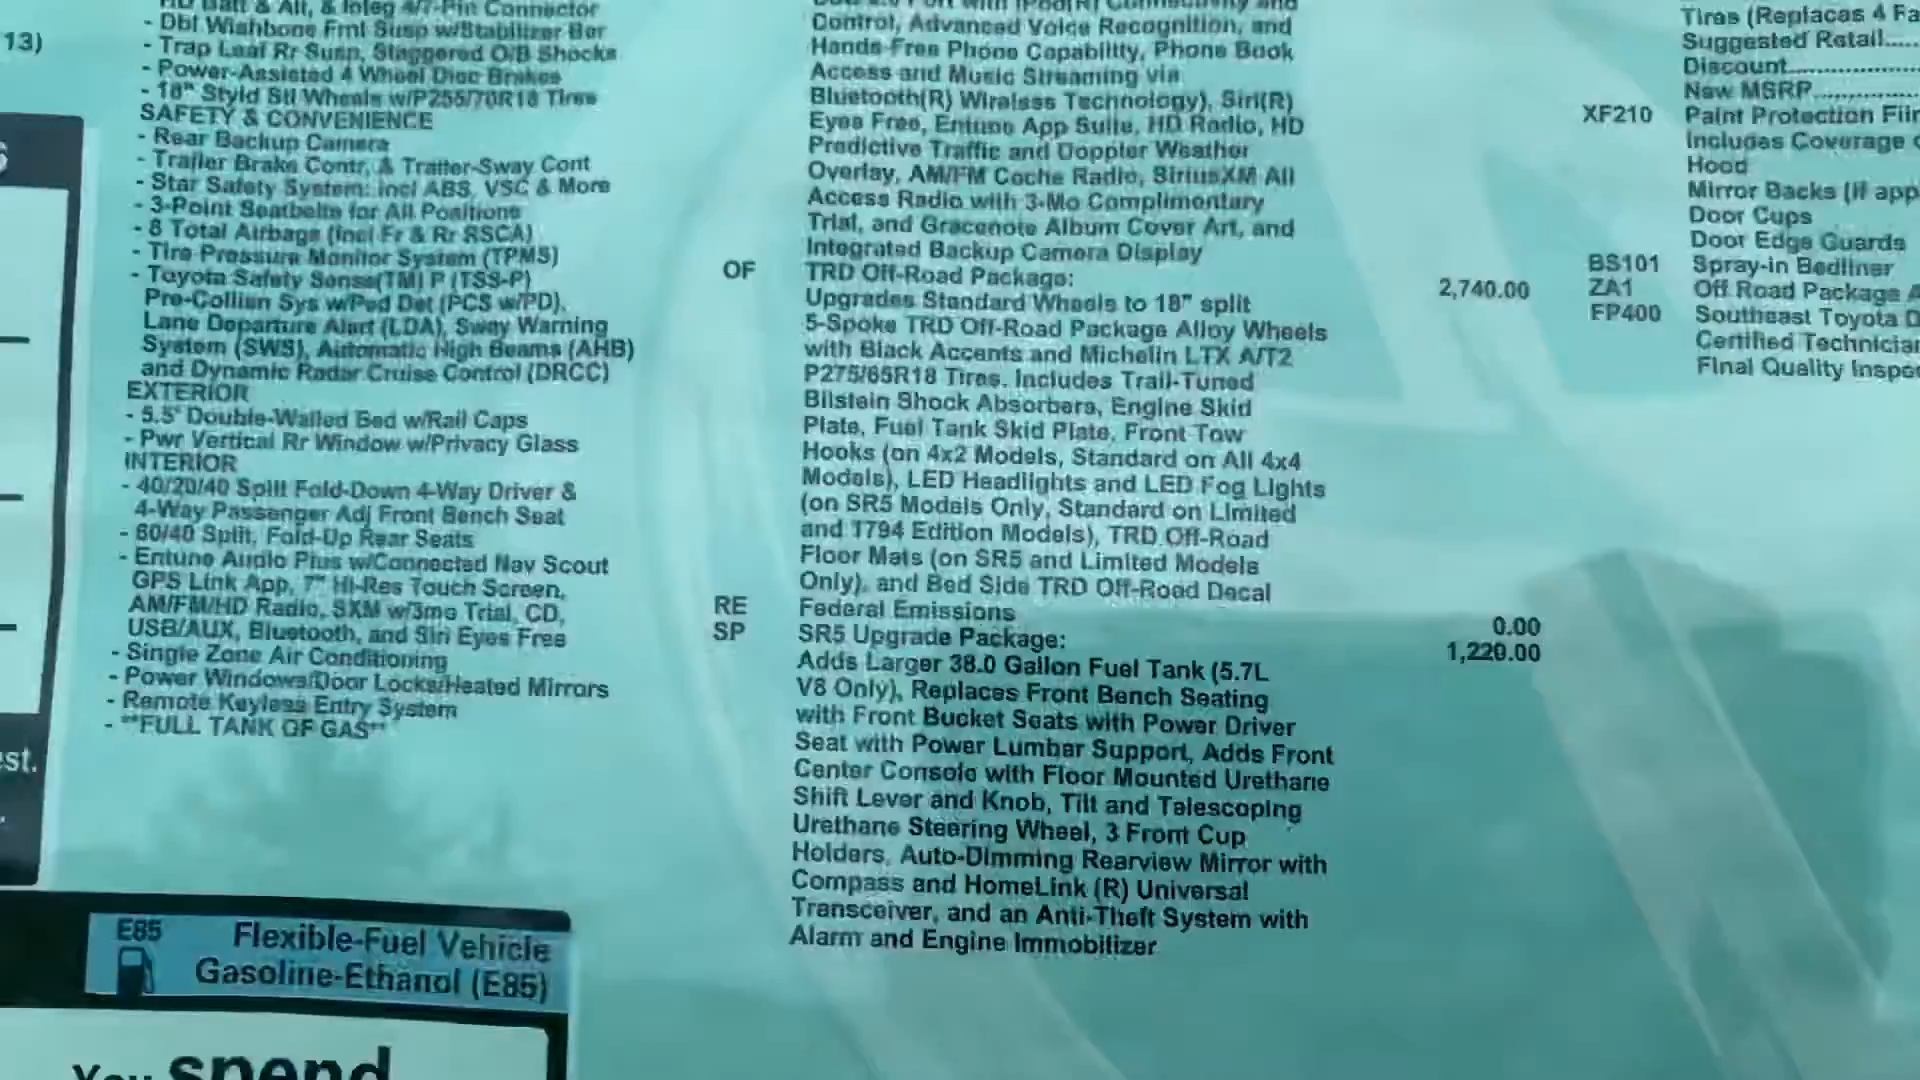 13)
HD Batt & Alt, & Integ 4/7-Pin Connector
- Dbl Wishbone Frnt Susp w/Stabilizer Bar
- Trap Leaf Rr Susp, Staggered O/B Shocks
- Power-Assisted 4 Wheel Disc Brakes
- 18" Styld Stl Wheels w/P255/70R18 Tires
SAFETY & CONVENIENCE
- Rear Backup Camera
- Trailer Brake Contr, & Trailer-Sway Cont
- Star Safety System: incl ABS, VSC & More
- 3-Point Seatbelts for All Positions
- 8 Total Airbags (incl Fr & Rr RSCA)
- Tire Pressure Monitor System (TPMS)
- Toyota Safety Sense(TM) P (TSS-P)
Pre-Collisn Sys w/Ped Det (PCS w/PD),
Lane Departure Alert (LDA), Sway Warning
System (SWS), Automatic High Beams (AHB)
and Dynamic Radar Cruise Control (DRCC)
EXTERIOR
- 5.5' Double-Walled Bed w/Rail Caps
- Pwr Vertical Rr Window w/Privacy Glass
INTERIOR
- 40/20/40 Split Fold-Down 4-Way Driver &
4-Way Passenger Adj Front Bench Seat
- 60/40 Split, Fold-Up Rear Seats
- Entune Audio Plus w/Connected Nav Scout
GPS Link App, 7" Hi-Res Touch Screen,
AM/FM/HD Radio, SXM w/3mo Trial, CD,
USB/AUX, Bluetooth, and Siri Eyes Free
- Single Zone Air Conditioning
- Power Windows/Door Locks/Heated Mirrors
- Remote Keyless Entry System
- **FULL TANK OF GAS**
est.
E85 Flexible-Fuel Vehicle
Gasoline-Ethanol (E85)
You spend
Control, Advanced Voice Recognition, and
Hands-Free Phone Capability, Phone Book
Access and Music Streaming via
Bluetooth(R) Wireless Technology), Siri(R)
Eyes Free, Entune App Suite, HD Radio, HD
Predictive Traffic and Doppler Weather
Overlay, AM/FM Cache Radio, SiriusXM All
Access Radio with 3-Mo Complimentary
Trial, and Gracenote Album Cover Art, and
Integrated Backup Camera Display
OF TRD Off-Road Package: 2,740.00
Upgrades Standard Wheels to 18" split
5-Spoke TRD Off-Road Package Alloy Wheels
with Black Accents and Michelin LTX A/T2
P275/65R18 Tires. Includes Trail-Tuned
Bilstein Shock Absorbers, Engine Skid
Plate, Fuel Tank Skid Plate, Front Tow
Hooks (on 4x2 Models, Standard on All 4x4
Models), LED Headlights and LED Fog Lights
(on SR5 Models Only, Standard on Limited
and 1794 Edition Models), TRD Off-Road
Floor Mats (on SR5 and Limited Models
Only), and Bed Side TRD Off-Road Decal
RE Federal Emissions 0.00
SP SR5 Upgrade Package: 1,220.00
Adds Larger 38.0 Gallon Fuel Tank (5.7L
V8 Only), Replaces Front Bench Seating
with Front Bucket Seats with Power Driver
Seat with Power Lumbar Support, Adds Front
Center Console with Floor Mounted Urethane
Shift Lever and Knob, Tilt and Telescoping
Urethane Steering Wheel, 3 Front Cup
Holders, Auto-Dimming Rearview Mirror with
Compass and HomeLink (R) Universal
Transceiver, and an Anti-Theft System with
Alarm and Engine Immobilizer
Tires (Replaces 4 Fa
Suggested Retail.....
Discount...............
New MSRP............
XF210 Paint Protection Film
Includes Coverage o
Hood
Mirror Backs (if app
Door Cups
Door Edge Guards
BS101 Spray-in Bedliner
ZA1 Off Road Package A
FP400 Southeast Toyota D
Certified Technician
Final Quality Inspe